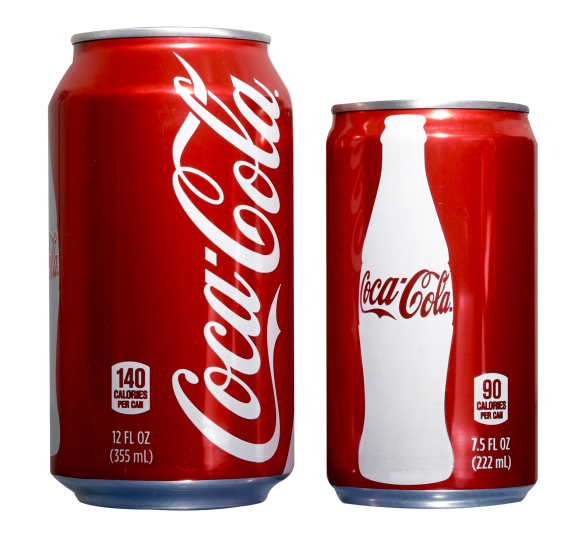 Coca-Cola
140
CALORIES
PER CAN
12 FL OZ
(355 mL)
Coca-Cola
90
CALORIES
PER CAN
7.5 FL OZ
(222 mL)